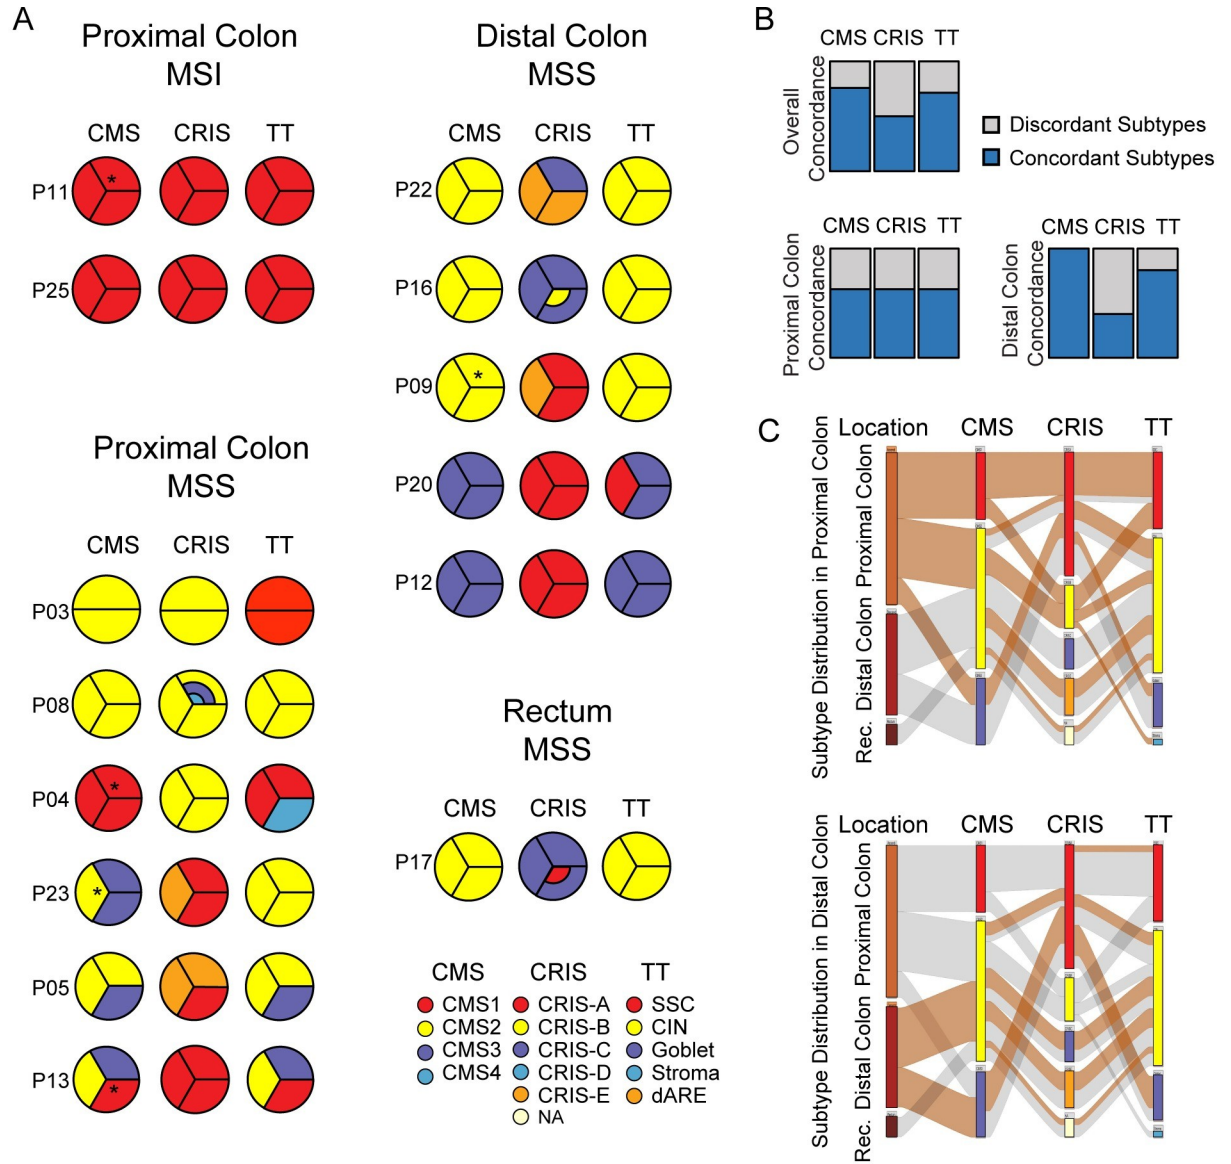 A
Proximal Colon
MSI
CMS CRIS TT
P11
*
P25
Proximal Colon
MSS
CMS CRIS TT
P03
P08
P04
*
P23
*
P05
P13
*
Distal Colon
MSS
CMS CRIS TT
P22
P16
P09
*
P20
P12
Rectum
MSS
CMS CRIS TT
P17
CMS CRIS TT
CMS1 CRIS-A SSC
CMS2 CRIS-B CIN
CMS3 CRIS-C Goblet
CMS4 CRIS-D Stroma
CRIS-E dARE
NA
B
CMS CRIS TT
Overall
Concordance
Discordant Subtypes
Concordant Subtypes
CMS CRIS TT
Proximal Colon
Concordance
CMS CRIS TT
Distal Colon
Concordance
C
Location CMS CRIS TT
Subtype Distribution in Proximal Colon
Rec. Distal Colon Proximal Colon
Location CMS CRIS TT
Subtype Distribution in Distal Colon
Rec. Distal Colon Proximal Colon